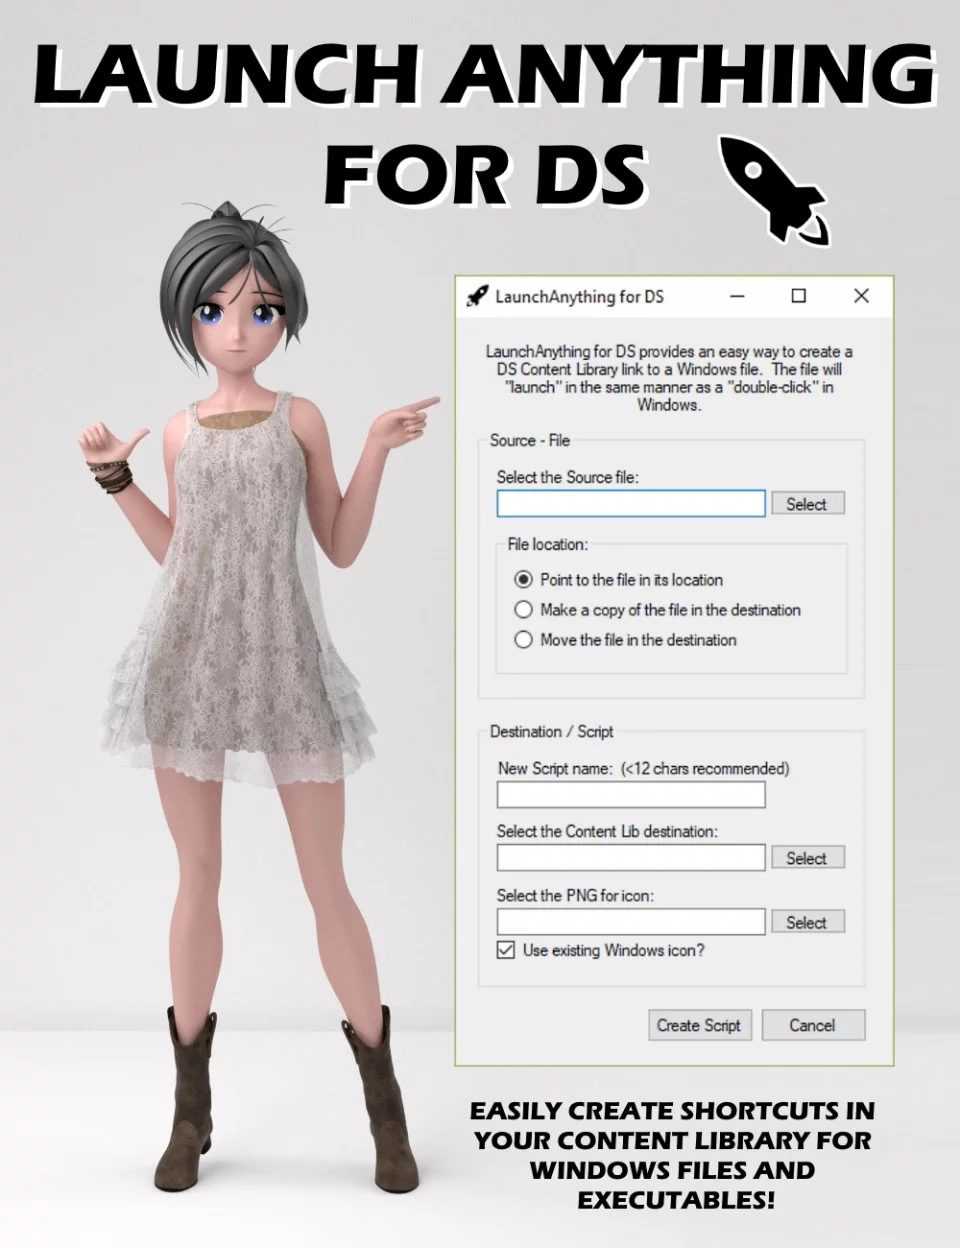 LAUNCH ANYTHING
FOR DS
LaunchAnything for DS
LaunchAnything for DS provides an easy way to create a
DS Content Library link to a Windows file. The file will
"launch" in the same manner as a "double-click" in
Windows.
Source - File
Select the Source file:
Select
File location:
Point to the file in its location
Make a copy of the file in the destination
Move the file in the destination
Destination / Script
New Script name: (<12 chars recommended)
Select the Content Lib destination:
Select
Select the PNG for icon:
Select
Use existing Windows icon?
Create Script Cancel
EASILY CREATE SHORTCUTS IN
YOUR CONTENT LIBRARY FOR
WINDOWS FILES AND
EXECUTABLES!